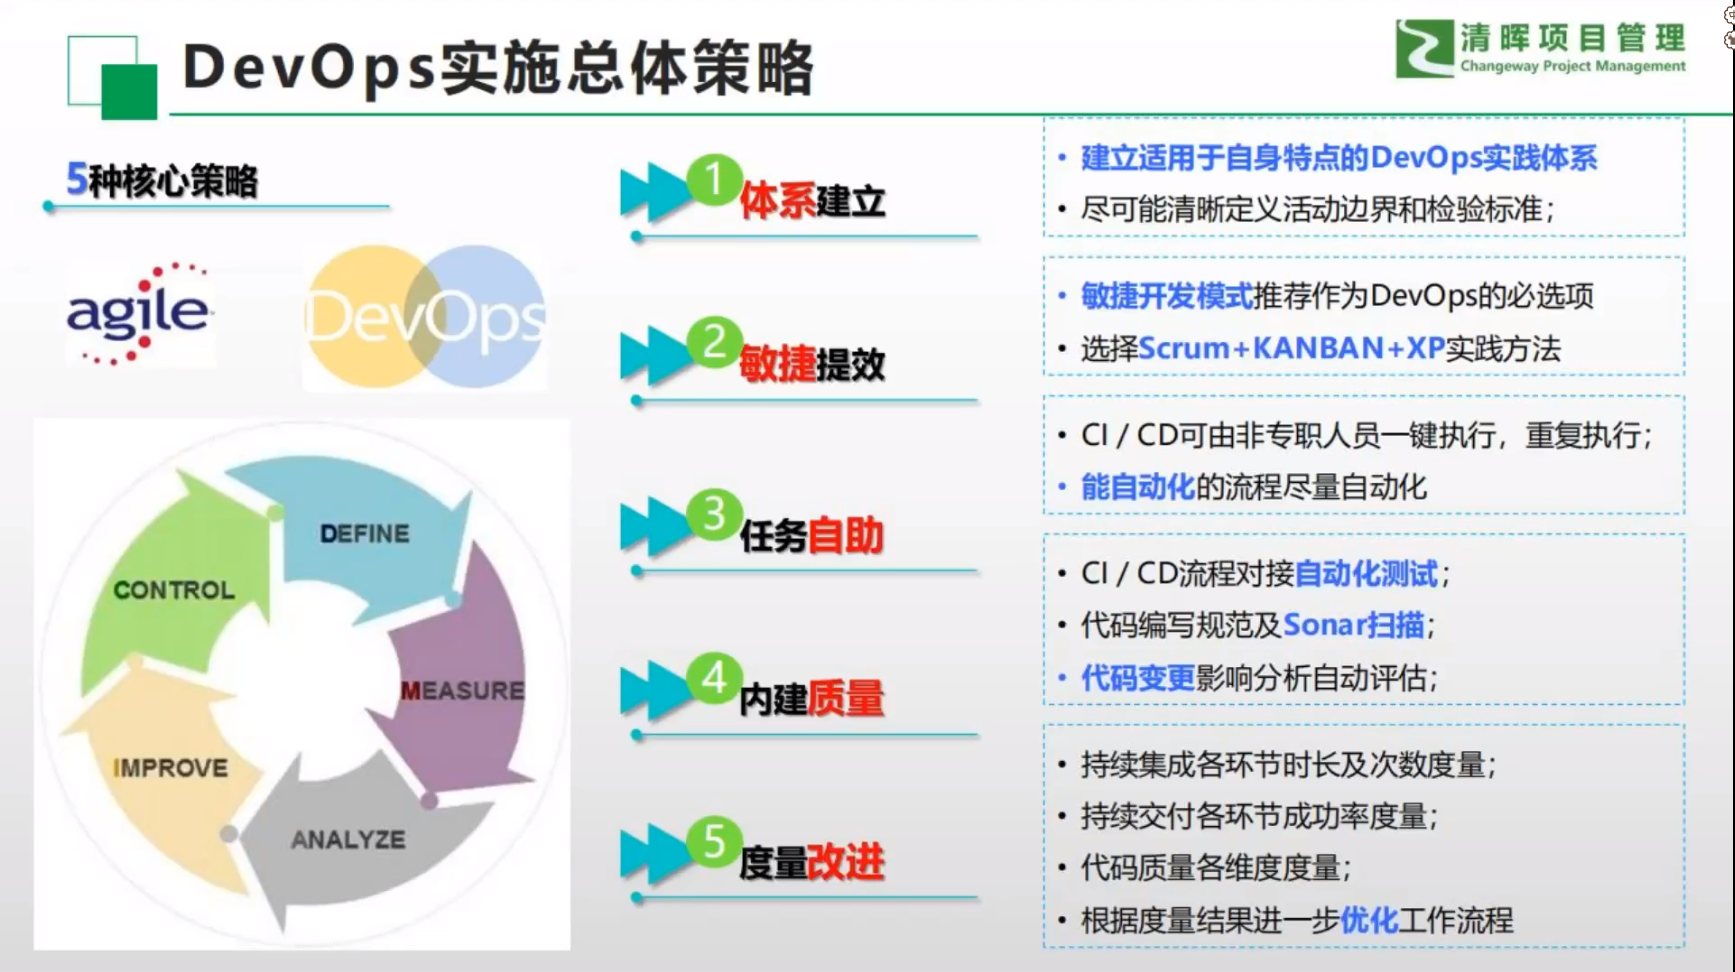 DevOps实施总体策略
清晖项目管理
Changeway Project Management
5种核心策略
agile
DevOps
DEFINE
MEASURE
ANALYZE
IMPROVE
CONTROL
1
体系建立
• 建立适用于自身特点的DevOps实践体系
• 尽可能清晰定义活动边界和检验标准；
2
敏捷提效
• 敏捷开发模式推荐作为DevOps的必选项
• 选择Scrum+KANBAN+XP实践方法
3
任务自助
• CI / CD可由非专职人员一键执行，重复执行；
• 能自动化的流程尽量自动化
4
内建质量
• CI / CD流程对接自动化测试；
• 代码编写规范及Sonar扫描；
• 代码变更影响分析自动评估；
5
度量改进
• 持续集成各环节时长及次数度量；
• 持续交付各环节成功率度量；
• 代码质量各维度度量；
• 根据度量结果进一步优化工作流程